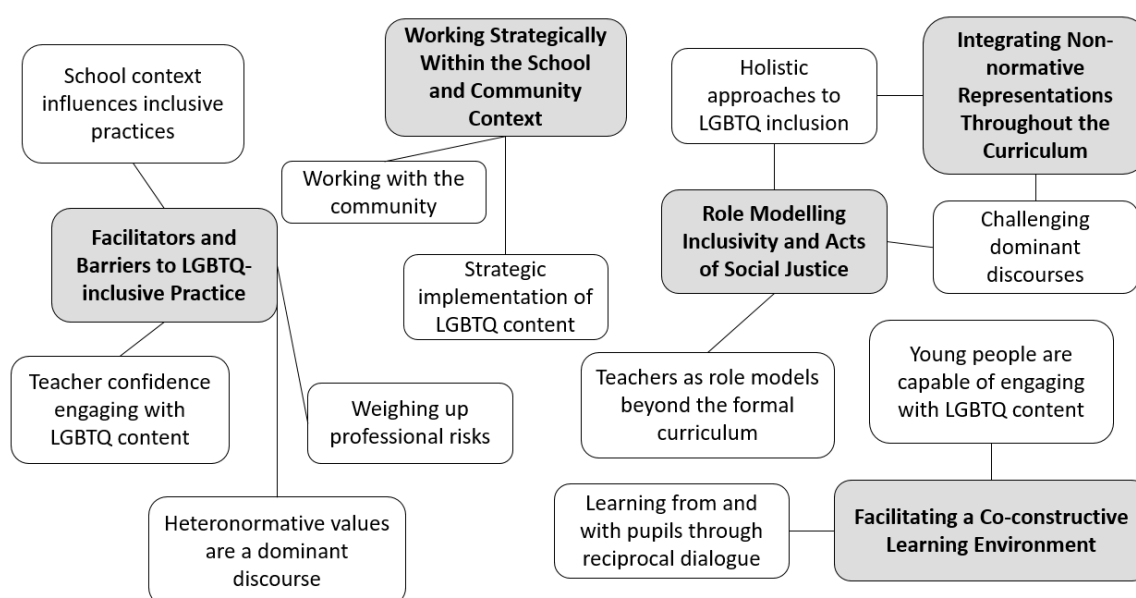 School context
influences inclusive
practices
Working Strategically
Within the School
and Community
Context
Holistic
approaches to
LGBTQ inclusion
Integrating Non-
normative
Representations
Throughout the
Curriculum
Working with the
community
Facilitators and
Barriers to LGBTQ-
inclusive Practice
Role Modelling
Inclusivity and Acts
of Social Justice
Challenging
dominant
discourses
Strategic
implementation of
LGBTQ content
Teacher confidence
engaging with
LGBTQ content
Weighing up
professional risks
Teachers as role models
beyond the formal
curriculum
Young people are
capable of engaging
with LGBTQ content
Heteronormative values
are a dominant
discourse
Learning from and
with pupils through
reciprocal dialogue
Facilitating a Co-constructive
Learning Environment